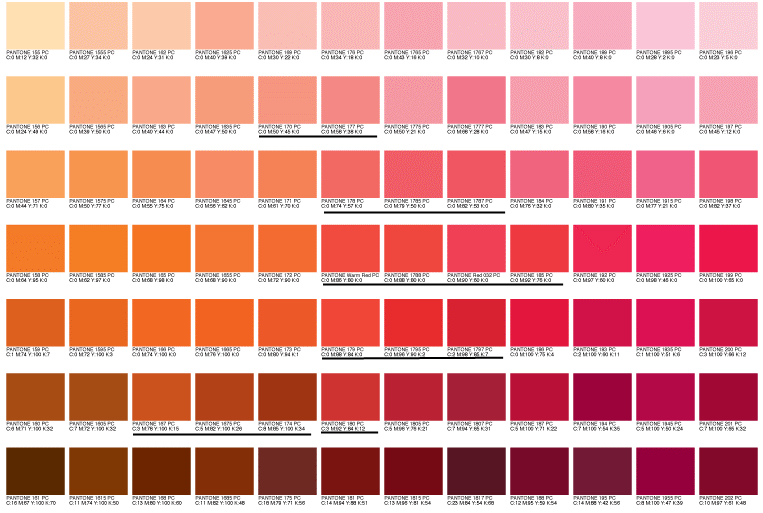 PANTONE 155 PC
C:0 M:12 Y:32 K:0
PANTONE 1555 PC
C:0 M:27 Y:34 K:0
PANTONE 162 PC
C:0 M:24 Y:31 K:0
PANTONE 1625 PC
C:0 M:40 Y:39 K:0
PANTONE 169 PC
C:0 M:30 Y:22 K:0
PANTONE 176 PC
C:0 M:34 Y:18 K:0
PANTONE 1765 PC
C:0 M:43 Y:16 K:0
PANTONE 1767 PC
C:0 M:32 Y:10 K:0
PANTONE 182 PC
C:0 M:30 Y:8 K:0
PANTONE 189 PC
C:0 M:40 Y:8 K:0
PANTONE 1895 PC
C:0 M:28 Y:2 K:0
PANTONE 196 PC
C:0 M:23 Y:5 K:0
PANTONE 156 PC
C:0 M:24 Y:49 K:0
PANTONE 1565 PC
C:0 M:39 Y:50 K:0
PANTONE 163 PC
C:0 M:40 Y:44 K:0
PANTONE 1635 PC
C:0 M:47 Y:50 K:0
PANTONE 170 PC
C:0 M:50 Y:45 K:0
PANTONE 177 PC
C:0 M:58 Y:38 K:0
PANTONE 1775 PC
C:0 M:50 Y:21 K:0
PANTONE 1777 PC
C:0 M:68 Y:28 K:0
PANTONE 183 PC
C:0 M:47 Y:15 K:0
PANTONE 190 PC
C:0 M:58 Y:16 K:0
PANTONE 1905 PC
C:0 M:48 Y:6 K:0
PANTONE 197 PC
C:0 M:45 Y:12 K:0
PANTONE 157 PC
C:0 M:44 Y:71 K:0
PANTONE 1575 PC
C:0 M:50 Y:77 K:0
PANTONE 164 PC
C:0 M:55 Y:75 K:0
PANTONE 1645 PC
C:0 M:56 Y:62 K:0
PANTONE 171 PC
C:0 M:61 Y:70 K:0
PANTONE 178 PC
C:0 M:74 Y:57 K:0
PANTONE 1785 PC
C:0 M:79 Y:50 K:0
PANTONE 1787 PC
C:0 M:82 Y:53 K:0
PANTONE 184 PC
C:0 M:76 Y:32 K:0
PANTONE 191 PC
C:0 M:80 Y:35 K:0
PANTONE 1915 PC
C:0 M:77 Y:21 K:0
PANTONE 198 PC
C:0 M:82 Y:37 K:0
PANTONE 158 PC
C:0 M:64 Y:95 K:0
PANTONE 1585 PC
C:0 M:62 Y:97 K:0
PANTONE 165 PC
C:0 M:68 Y:98 K:0
PANTONE 1655 PC
C:0 M:68 Y:90 K:0
PANTONE 172 PC
C:0 M:72 Y:90 K:0
PANTONE Warm Red PC
C:0 M:86 Y:80 K:0
PANTONE 1788 PC
C:0 M:88 Y:80 K:0
PANTONE Red 032 PC
C:0 M:90 Y:60 K:0
PANTONE 185 PC
C:0 M:92 Y:76 K:0
PANTONE 192 PC
C:0 M:97 Y:60 K:0
PANTONE 1925 PC
C:0 M:98 Y:46 K:0
PANTONE 199 PC
C:0 M:100 Y:65 K:0
PANTONE 159 PC
C:1 M:74 Y:100 K:7
PANTONE 1595 PC
C:0 M:72 Y:100 K:3
PANTONE 166 PC
C:0 M:74 Y:100 K:0
PANTONE 1665 PC
C:0 M:76 Y:100 K:0
PANTONE 173 PC
C:0 M:80 Y:94 K:1
PANTONE 179 PC
C:0 M:88 Y:84 K:0
PANTONE 1795 PC
C:0 M:96 Y:90 K:2
PANTONE 1797 PC
C:2 M:98 Y:85 K:7
PANTONE 186 PC
C:0 M:100 Y:75 K:4
PANTONE 193 PC
C:2 M:100 Y:60 K:11
PANTONE 1935 PC
C:1 M:100 Y:51 K:6
PANTONE 200 PC
C:3 M:100 Y:66 K:12
PANTONE 160 PC
C:6 M:71 Y:100 K:32
PANTONE 1605 PC
C:7 M:72 Y:100 K:32
PANTONE 167 PC
C:3 M:78 Y:100 K:15
PANTONE 1675 PC
C:5 M:82 Y:100 K:26
PANTONE 174 PC
C:8 M:85 Y:100 K:34
PANTONE 180 PC
C:3 M:92 Y:84 K:12
PANTONE 1805 PC
C:5 M:98 Y:76 K:21
PANTONE 1807 PC
C:7 M:94 Y:65 K:31
PANTONE 187 PC
C:5 M:100 Y:71 K:22
PANTONE 194 PC
C:7 M:100 Y:54 K:35
PANTONE 1945 PC
C:5 M:100 Y:50 K:24
PANTONE 201 PC
C:7 M:100 Y:65 K:32
PANTONE 161 PC
C:16 M:67 Y:100 K:70
PANTONE 1615 PC
C:11 M:74 Y:100 K:50
PANTONE 168 PC
C:13 M:80 Y:100 K:60
PANTONE 1685 PC
C:11 M:82 Y:100 K:48
PANTONE 175 PC
C:18 M:79 Y:71 K:56
PANTONE 181 PC
C:14 M:94 Y:88 K:51
PANTONE 1815 PC
C:13 M:96 Y:81 K:54
PANTONE 1817 PC
C:23 M:84 Y:54 K:68
PANTONE 188 PC
C:12 M:95 Y:59 K:54
PANTONE 195 PC
C:14 M:86 Y:42 K:56
PANTONE 1955 PC
C:8 M:100 Y:47 K:39
PANTONE 202 PC
C:10 M:97 Y:61 K:48